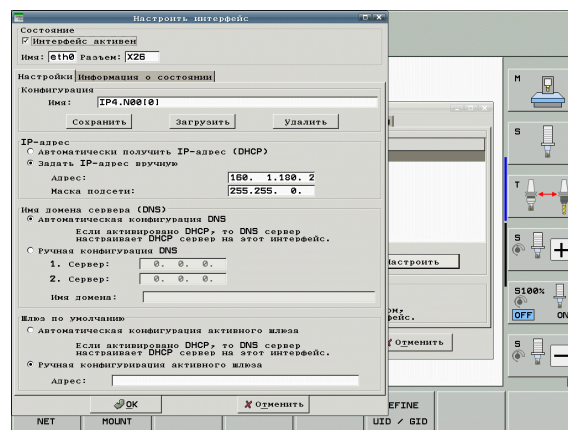 Настроить интерфейс
Состояние
Интерфейс активен
Имя: eth0 Разъем: X26
Настройки Информация о состоянии
Конфигурация
Имя: IP4.N00[0]
Сохранить Загрузить Удалить
IP-адрес
Автоматически получить IP-адрес (DHCP)
Задать IP-адрес вручную
Адрес: 160. 1.180. 2
Маска подсети: 255.255. 0.
Имя домена сервера (DNS)
Автоматическая конфигурация DNS
Если активировано DHCP, то DNS сервер
настраивает DHCP сервер на этот интерфейс.
Ручная конфигурация DNS
1. Сервер: 0. 0. 0.
2. Сервер: 0. 0. 0.
Имя домена:
Шлюз по умолчанию
Автоматическая конфигурация активного шлюза
Если активировано DHCP, то DNS сервер
настраивает DHCP сервер на этот интерфейс.
Ручная конфигурация активного шлюза
Адрес:
OK Отменить
Настроить
ом,
фейс.
Отменить
NET MOUNT
EFINE
UID / GID
M
S
T
S
S100%
OFF ON
S